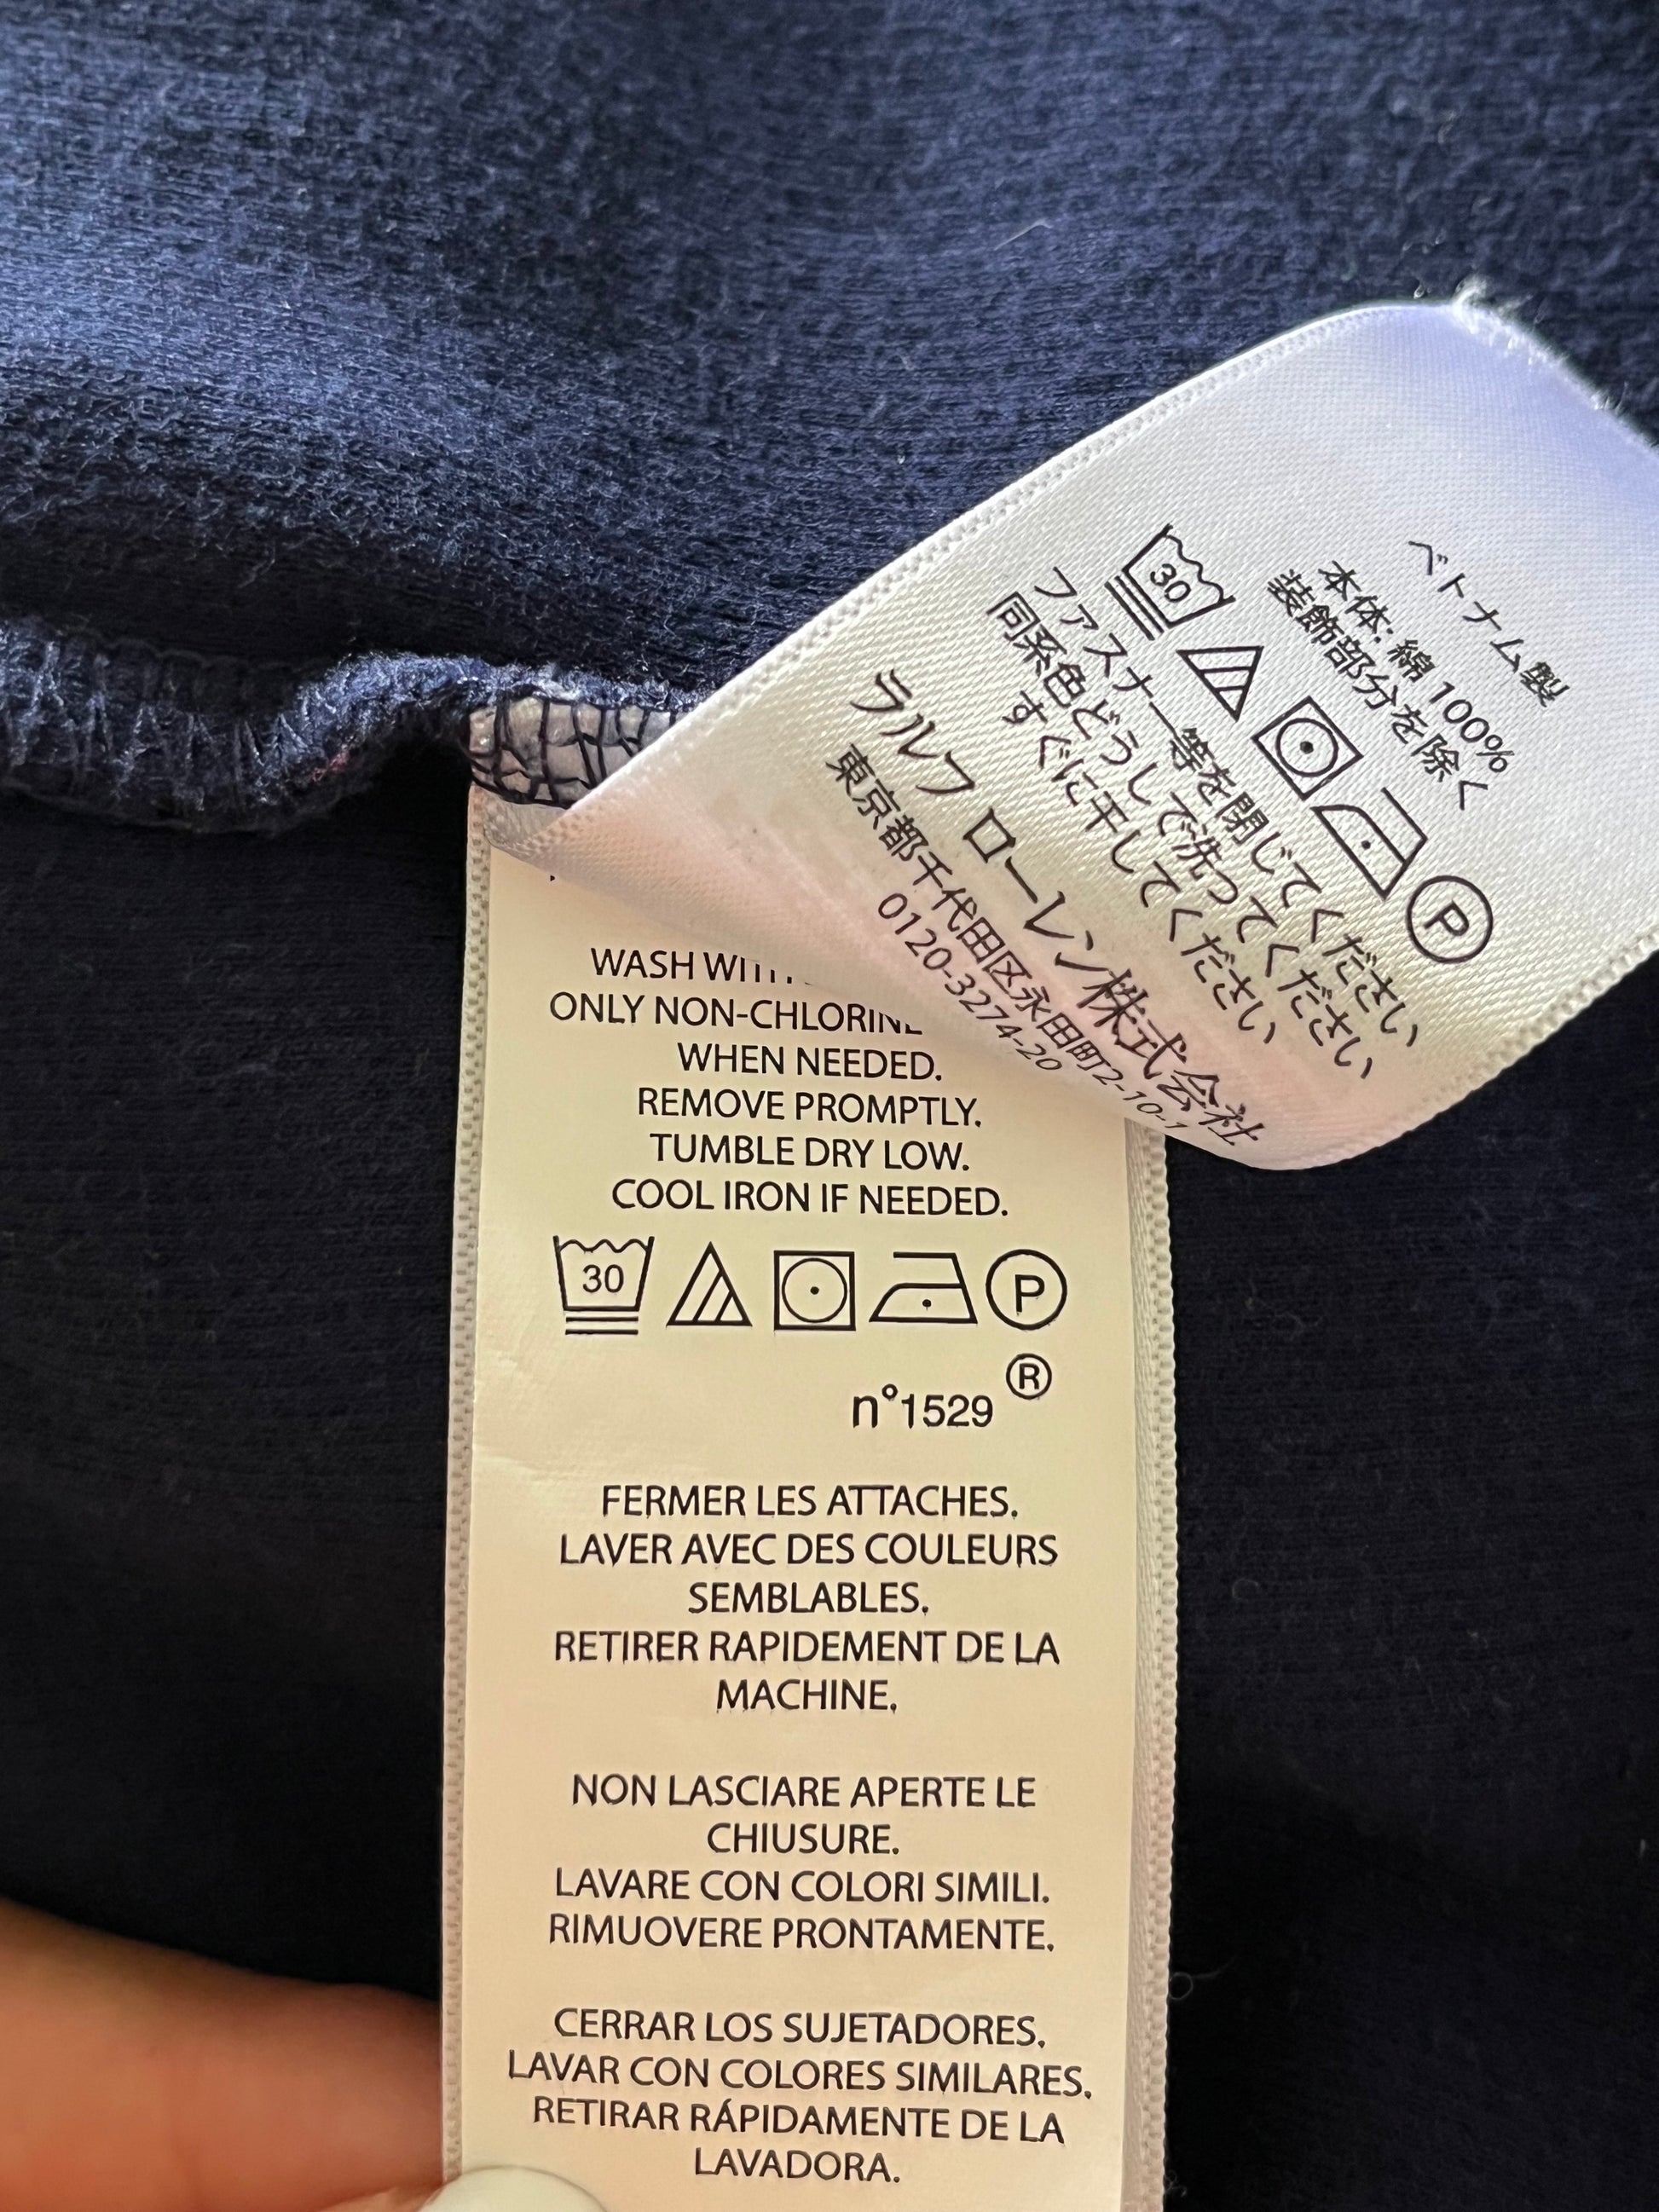 ベトナム製
本体: 綿 100%
装飾部分を除く
30
P
ファスナー等を閉じてください
同系色どうしで洗ってください
すぐに干してください
ラルフ ローレン株式会社
東京都千代田区永田町2-10-1
0120-3274-20
WASH
ONLY NON-CHLORINE
WHEN NEEDED.
REMOVE PROMPTLY.
TUMBLE DRY LOW.
COOL IRON IF NEEDED.
30
P
®
n°1529
FERMER LES ATTACHES.
LAVER AVEC DES COULEURS
SEMBLABLES.
RETIRER RAPIDEMENT DE LA
MACHINE.
NON LASCIARE APERTE LE
CHIUSURE.
LAVARE CON COLORI SIMILI.
RIMUOVERE PRONTAMENTE.
CERRAR LOS SUJETADORES.
LAVAR CON COLORES SIMILARES.
RETIRAR RÁPIDAMENTE DE LA
LAVADORA.